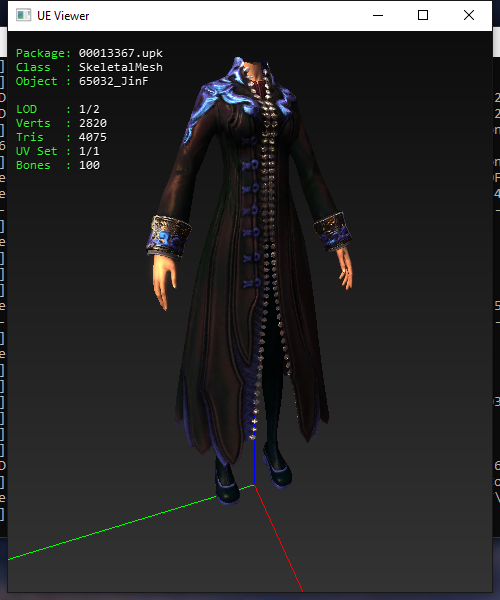 UE Viewer
Package: 00013367.upk
Class  : SkeletalMesh
Object : 65032_JinF
LOD    : 1/2
Verts  : 2820
Tris   : 4075
UV Set : 1/1
Bones  : 100